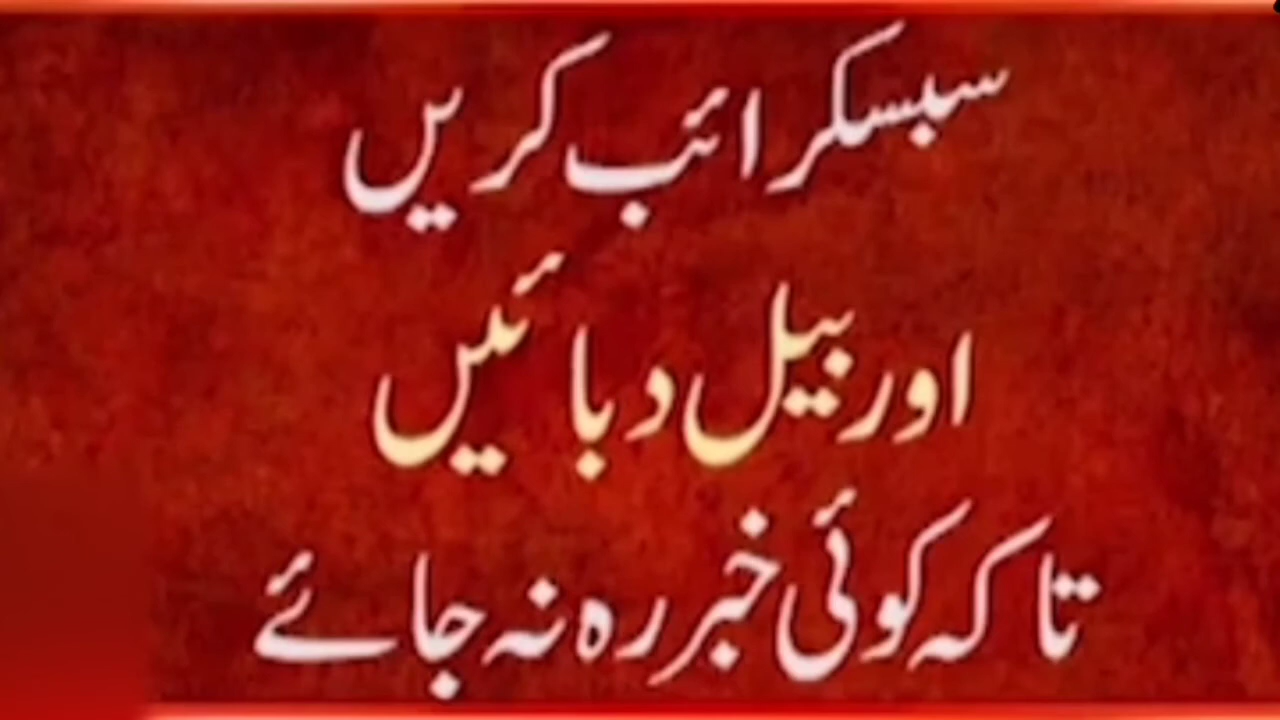 سبسکرائب کریں
اور بیل دبائیں
تاکہ کوئی خبر رہ نہ جائے